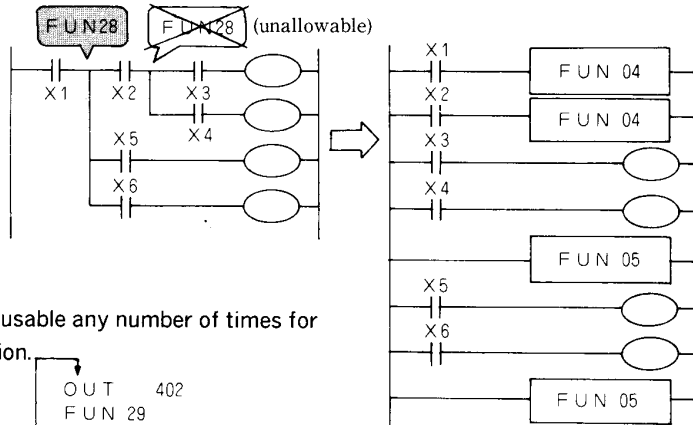 FUN28
FUN28 (unallowable)
X1
X2
X3
X4
X5
X6
usable any number of times for
ion.
OUT 402
FUN 29
X1
FUN 04
X2
FUN 04
X3
X4
FUN 05
X5
X6
FUN 05